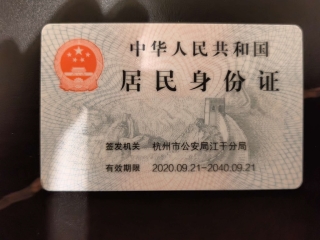 中华人民共和国
居民身份证
签发机关 杭州市公安局江干分局
有效期限 2020.09.21-2040.09.21